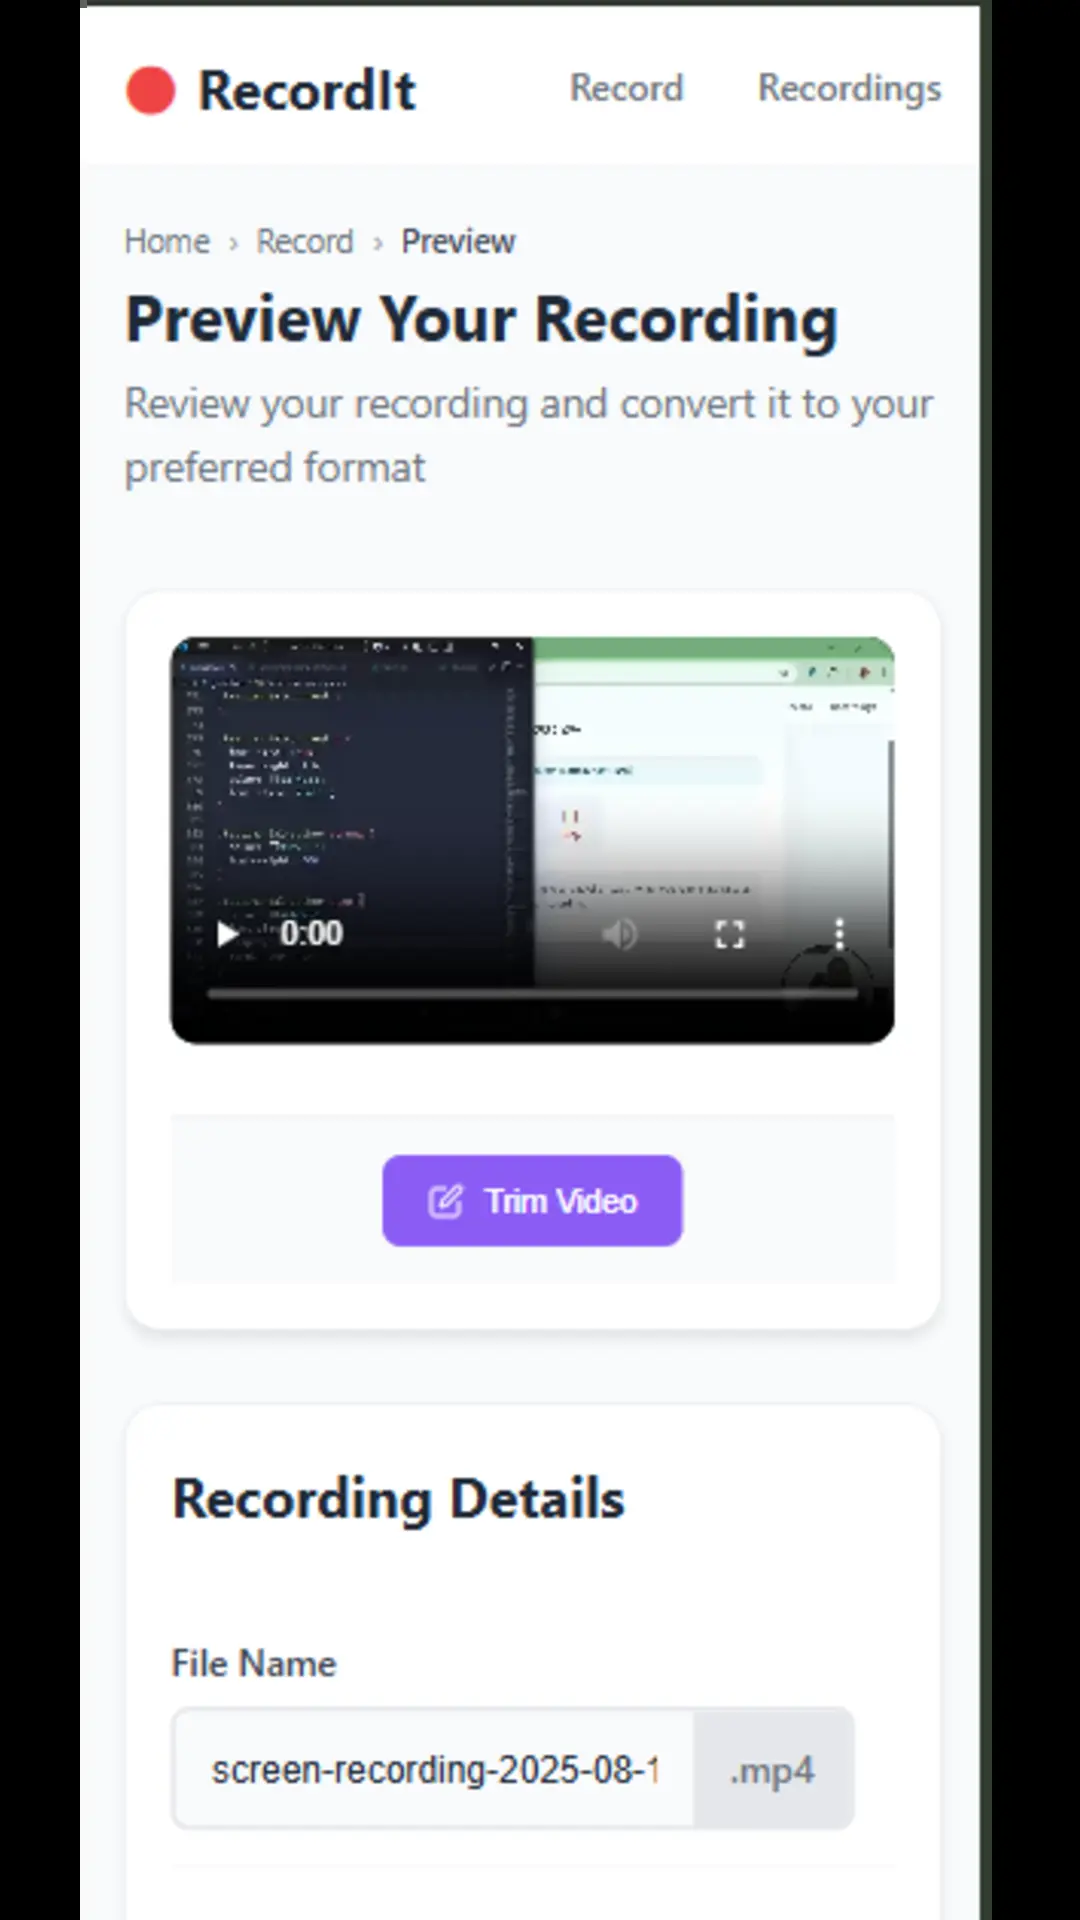 RecordIt
Record
Recordings
Home › Record › Preview
Preview Your Recording
Review your recording and convert it to your
preferred format
0:00
Trim Video
Recording Details
File Name
screen-recording-2025-08-1
.mp4